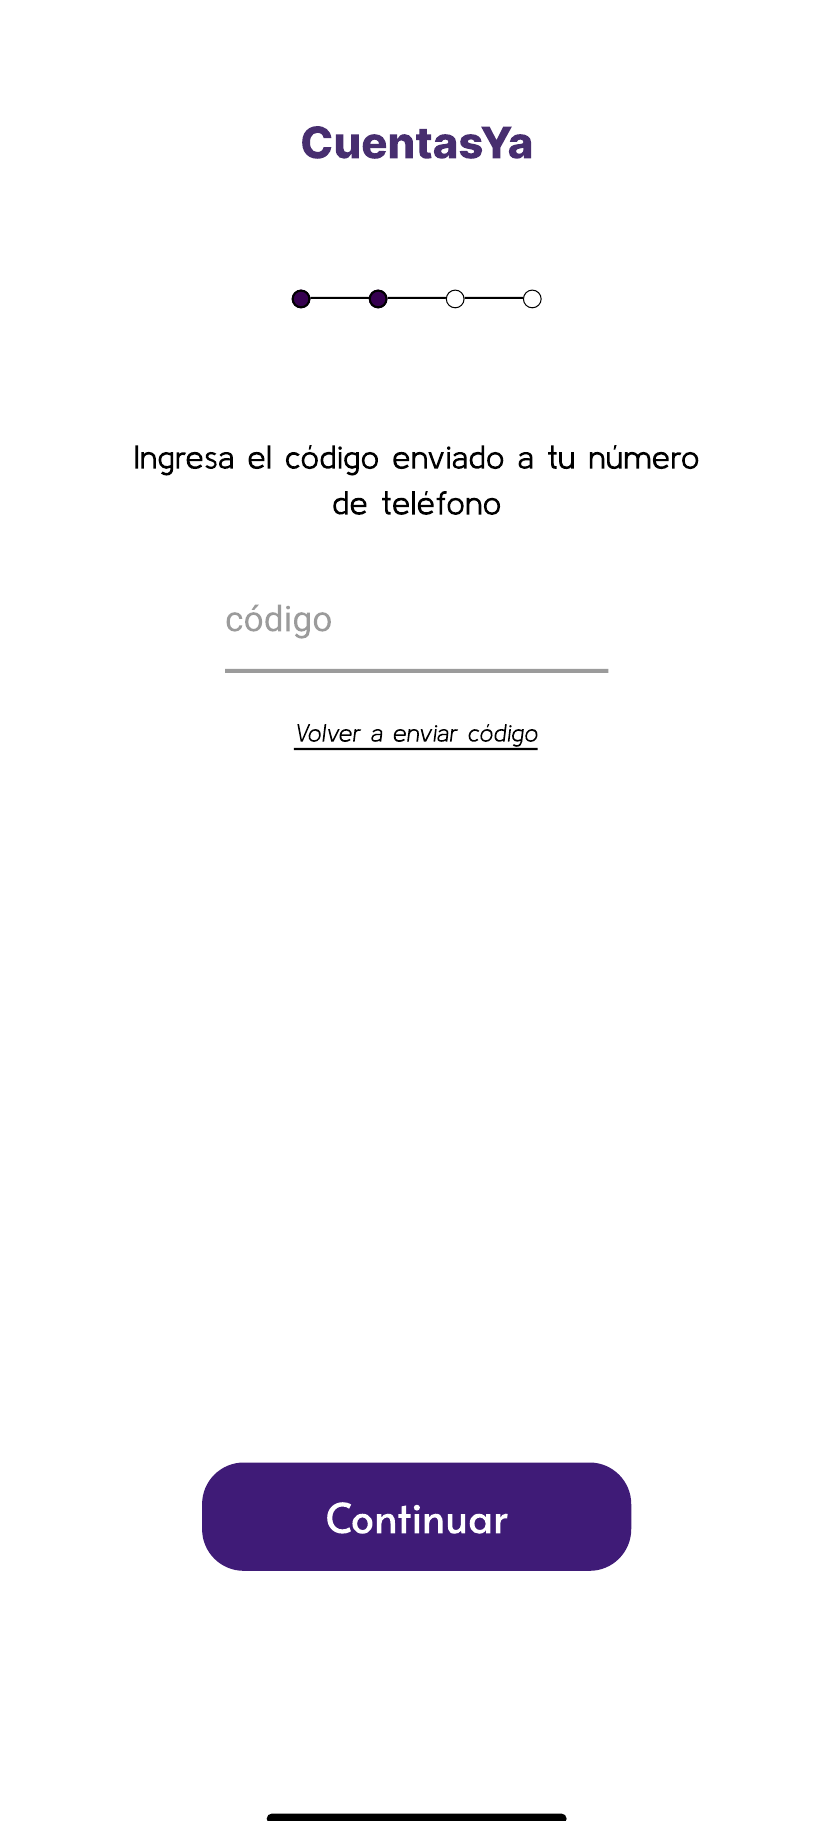 CuentasYa
Ingresa el código enviado a tu número
de teléfono
código
Volver a enviar código
Continuar